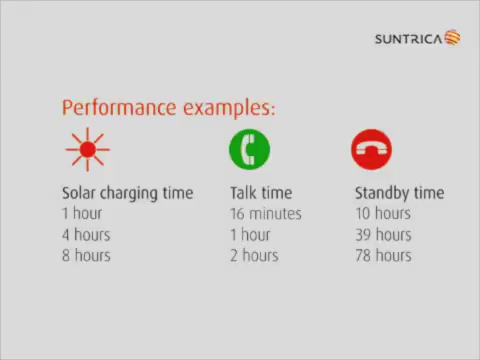 SUNTRICA
Performance examples:
Solar charging time Talk time Standby time
1 hour 16 minutes 10 hours
4 hours 1 hour 39 hours
8 hours 2 hours 78 hours